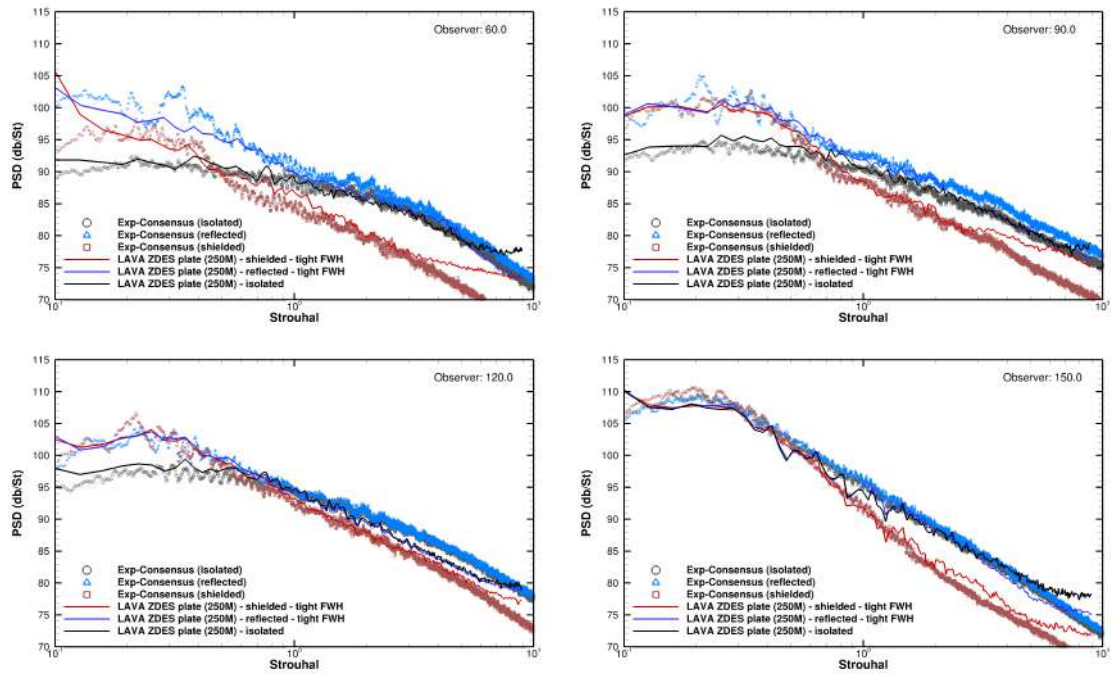 115
110
105
100
95
90
85
80
75
70
PSD (db/St)
Observer: 60.0
Exp-Consensus (isolated)
Exp-Consensus (reflected)
Exp-Consensus (shielded)
LAVA ZDES plate (250M) - shielded - tight FWH
LAVA ZDES plate (250M) - reflected - tight FWH
LAVA ZDES plate (250M) - isolated
Strouhal
115
110
105
100
95
90
85
80
75
70
PSD (db/St)
Observer: 90.0
Exp-Consensus (isolated)
Exp-Consensus (reflected)
Exp-Consensus (shielded)
LAVA ZDES plate (250M) - shielded - tight FWH
LAVA ZDES plate (250M) - reflected - tight FWH
LAVA ZDES plate (250M) - isolated
Strouhal
115
110
105
100
95
90
85
80
75
70
PSD (db/St)
Observer: 120.0
Exp-Consensus (isolated)
Exp-Consensus (reflected)
Exp-Consensus (shielded)
LAVA ZDES plate (250M) - shielded - tight FWH
LAVA ZDES plate (250M) - reflected - tight FWH
LAVA ZDES plate (250M) - isolated
Strouhal
115
110
105
100
95
90
85
80
75
70
PSD (db/St)
Observer: 150.0
Exp-Consensus (isolated)
Exp-Consensus (reflected)
Exp-Consensus (shielded)
LAVA ZDES plate (250M) - shielded - tight FWH
LAVA ZDES plate (250M) - reflected - tight FWH
LAVA ZDES plate (250M) - isolated
Strouhal